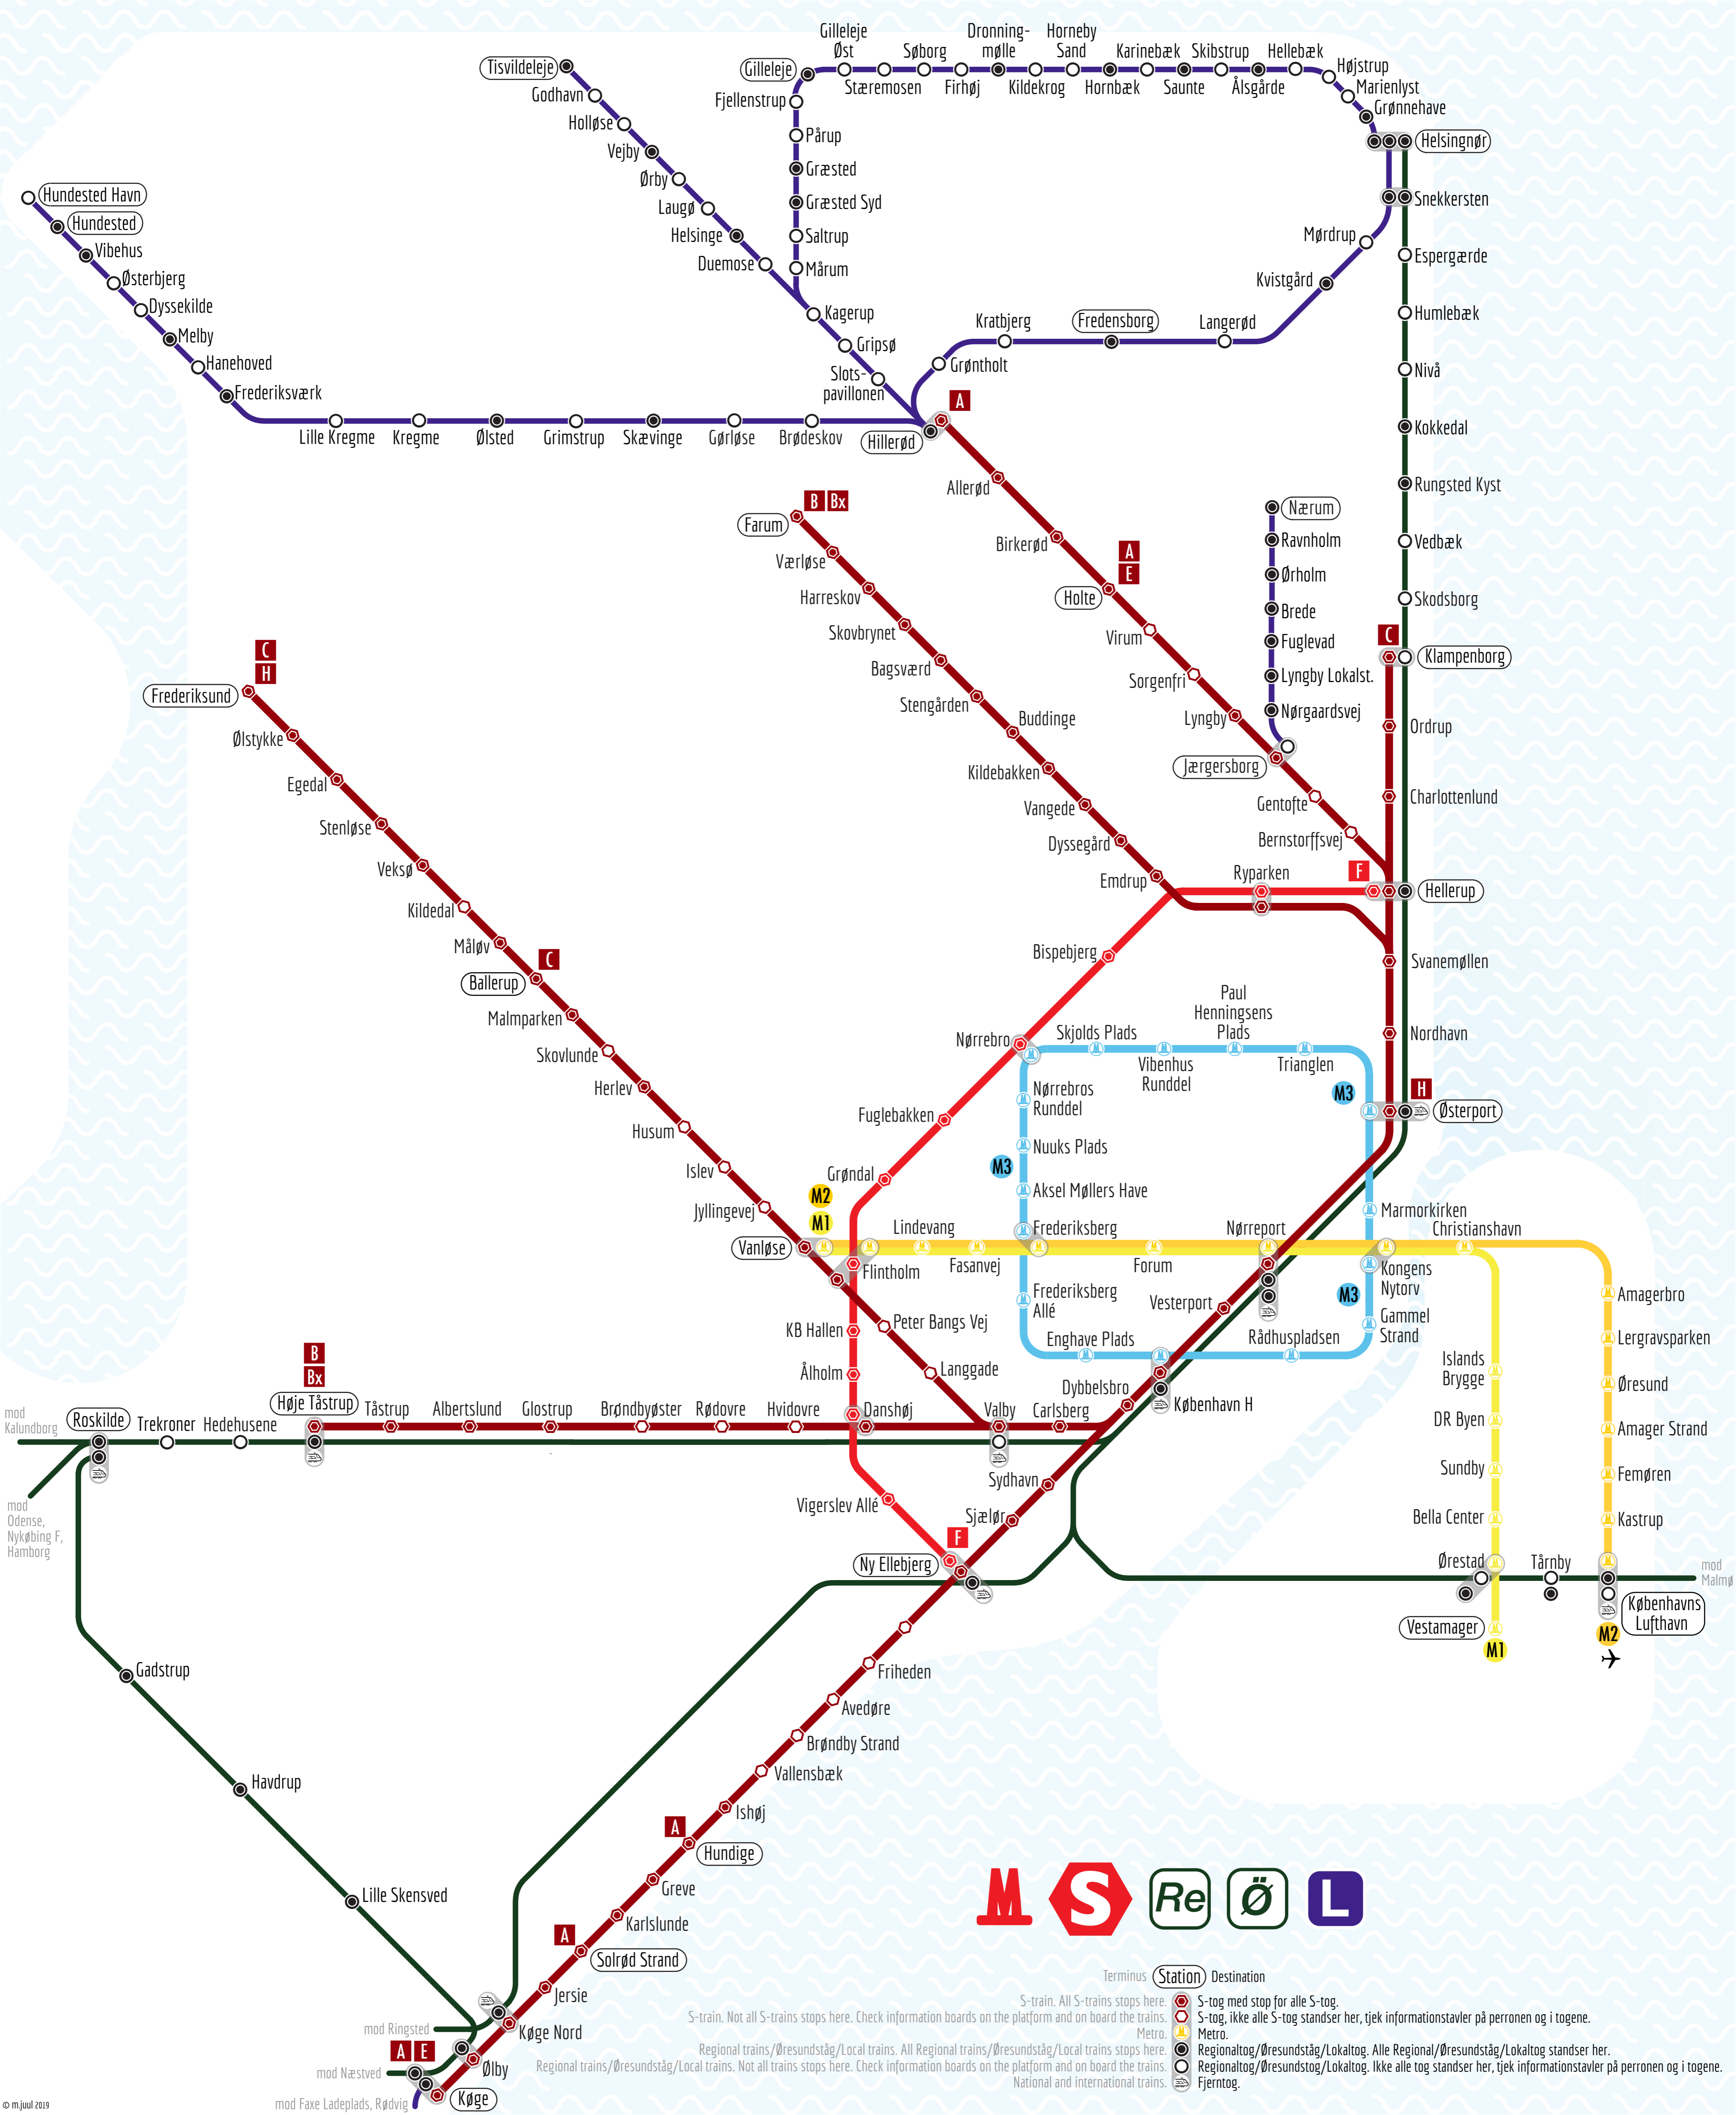 Gilleleje
Øst
Søborg
Dronning-
mølle
Horneby
Sand
Karinebæk
Skibstrup
Hellebæk
Højstrup
Marienlyst
Grønnehave
Helsingnør
Gilleleje
Stæremosen
Firhøj
Kildekrog
Hornbæk
Saunte
Ålsgårde
Fjellenstrup
Pårup
Græsted
Græsted Syd
Saltrup
Mårum
Tisvildeleje
Godhavn
Holløse
Vejby
Ørby
Laugø
Helsinge
Duemose
Kagerup
Gripsø
Slots-
pavillonen
Hundested Havn
Hundested
Vibehus
Østerbjerg
Dyssekilde
Melby
Hanehoved
Frederiksværk
Lille Kregme
Kregme
Ølsted
Grimstrup
Skævinge
Gørløse
Brødeskov
Hillerød
Grøntholt
Kratbjerg
Fredensborg
Langerød
Kvistgård
Mørdrup
Snekkersten
Espergærde
Humlebæk
Nivå
Kokkedal
Rungsted Kyst
Vedbæk
Skodsborg
C
Klampenborg
Ordrup
Charlottenlund
F
Hellerup
Svanemøllen
Nordhavn
H
Østerport
A
Allerød
Birkerød
A
E
Holte
Virum
Sorgenfri
Lyngby
Jærgersborg
Gentofte
Bernstorffsvej
Nærum
Ravnholm
Ørholm
Brede
Fuglevad
Lyngby Lokalst.
Nørgaardsvej
B Bx
Farum
Værløse
Harreskov
Skovbrynet
Bagsværd
Stengården
Buddinge
Kildebakken
Vangede
Dyssegård
Emdrup
Ryparken
C
H
Frederiksund
Ølstykke
Egedal
Stenløse
Veksø
Kildedal
Måløv
C
Ballerup
Malmparken
Skovlunde
Herlev
Husum
Islev
Jyllingevej
M2
M1
Vanløse
Flintholm
Peter Bangs Vej
Langgade
Bispebjerg
Nørrebro
Fuglebakken
Grøndal
KB Hallen
Ålholm
Danshøj
Vigerslev Allé
F
Ny Ellebjerg
Skjolds Plads
Vibenhus
Runddel
Paul
Henningsens
Plads
Trianglen
M3
Nørrebros
Runddel
Nuuks Plads
M3
Aksel Møllers Have
Frederiksberg
Frederiksberg
Allé
Enghave Plads
Rådhuspladsen
Gammel
Strand
M3
Kongens
Nytorv
Marmorkirken
Christianshavn
Lindevang
Fasanvej
Forum
Nørreport
Vesterport
København H
Dybbelsbro
Amagerbro
Lergravsparken
Øresund
Amager Strand
Femøren
Kastrup
Islands
Brygge
DR Byen
Sundby
Bella Center
Ørestad
Tårnby
mod
Malmø
Københavns
Lufthavn
M2
Vestamager
M1
B
Bx
Høje Tåstrup
Tåstrup
Albertslund
Glostrup
Brøndbyøster
Rødovre
Hvidovre
Valby
Carlsberg
mod
Kalundborg
Roskilde
Trekroner
Hedehusene
mod
Odense,
Nykøbing F,
Hamborg
Sydhavn
Sjælør
Friheden
Avedøre
Brøndby Strand
Vallensbæk
Ishøj
A
Hundige
Greve
Karlslunde
A
Solrød Strand
Jersie
Køge Nord
Ølby
A E
Køge
Gadstrup
Havdrup
Lille Skensved
mod Ringsted
mod Næstved
mod Faxe Ladeplads, Rødvig
M S Re Ö L
Terminus Station Destination
S-train. All S-trains stops here. S-tog med stop for alle S-tog.
S-train. Not all S-trains stops here. Check information boards on the platform and on board the trains. S-tog, ikke alle S-tog standser her, tjek informationstavler på perronen og i togene.
Metro. Metro.
Regional trains/Øresundståg/Local trains. All Regional trains/Øresundståg/Local trains stops here. Regionaltog/Øresundståg/Lokaltog. Alle Regional/Øresundståg/Lokaltog standser her.
Regional trains/Øresundståg/Local trains. Not all trains stops here. Check information boards on the platform and on board the trains. Regionaltog/Øresundstog/Lokaltog. Ikke alle tog standser her, tjek informationstavler på perronen og i togene.
National and international trains. Fjerntog.
© m.juul 2019